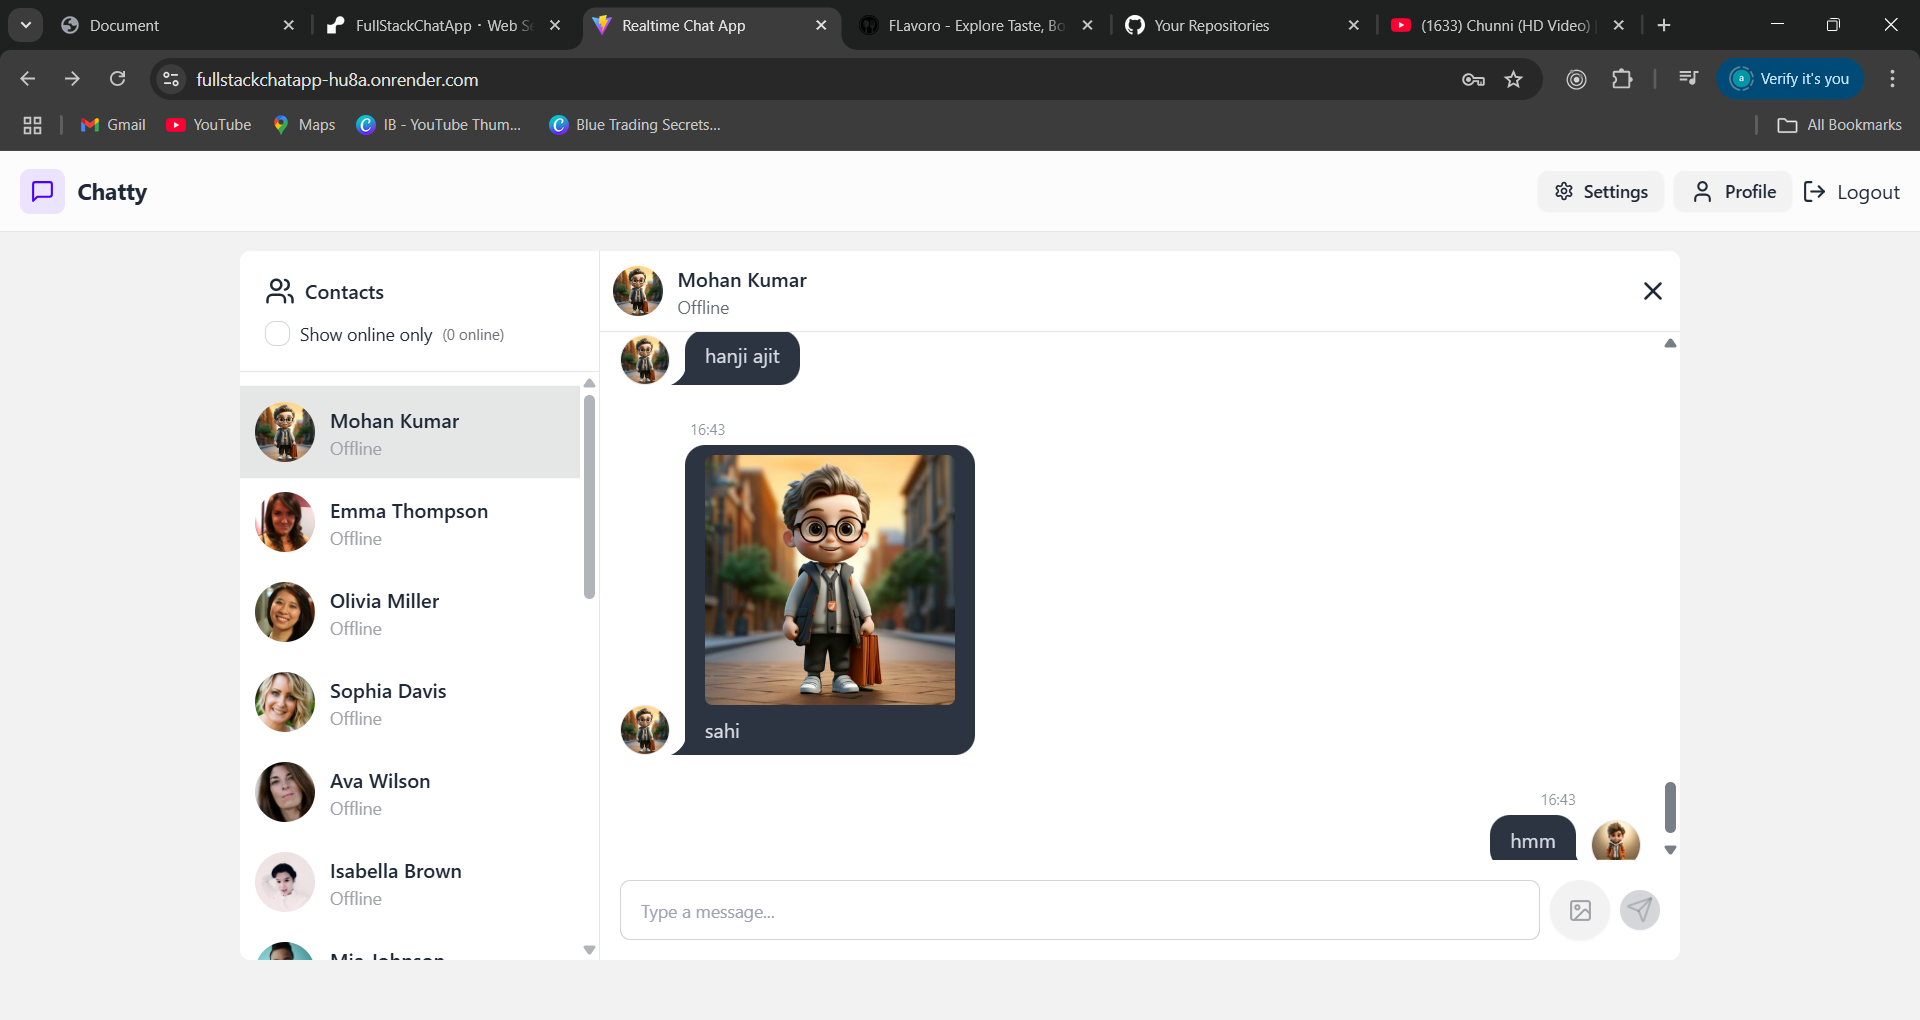 Document
FullStackChatApp · Web Se
Realtime Chat App
FLavoro - Explore Taste, Bo
Your Repositories
(1633) Chunni (HD Video)
fullstackchatapp-hu8a.onrender.com
a
Verify it's you
Gmail
YouTube
Maps
IB - YouTube Thum...
Blue Trading Secrets...
All Bookmarks
Chatty
Settings
Profile
Logout
Contacts
Show online only (0 online)
Mohan Kumar
Offline
Emma Thompson
Offline
Olivia Miller
Offline
Sophia Davis
Offline
Ava Wilson
Offline
Isabella Brown
Offline
Mia Johnson
Mohan Kumar
Offline
hanji ajit
16:43
sahi
16:43
hmm
Type a message...